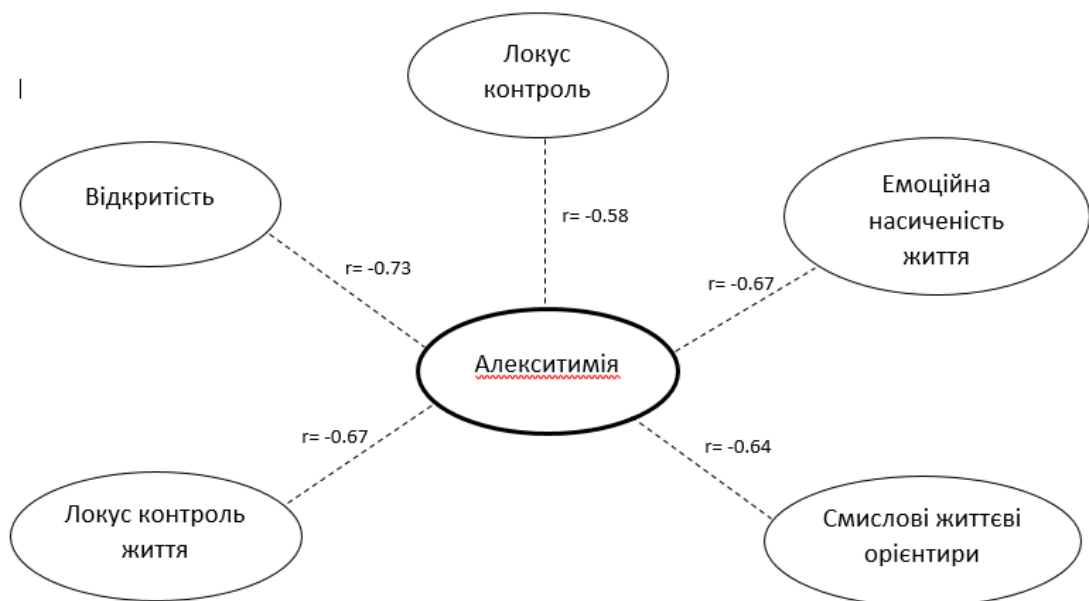 Локус
контроль
Відкритість
Емоційна
насиченість
життя
r= -0.58
r= -0.73
r= -0.67
Алекситимія
r= -0.67
r= -0.64
Локус контроль
життя
Смислові життєві
орієнтири